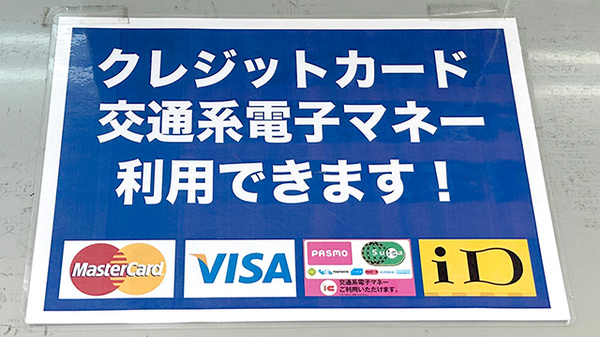 クレジットカード
交通系電子マネー
利用できます!
MasterCard
VISA
PASMO
Suica
交通系電子マネー
ご利用いただけます。
iD